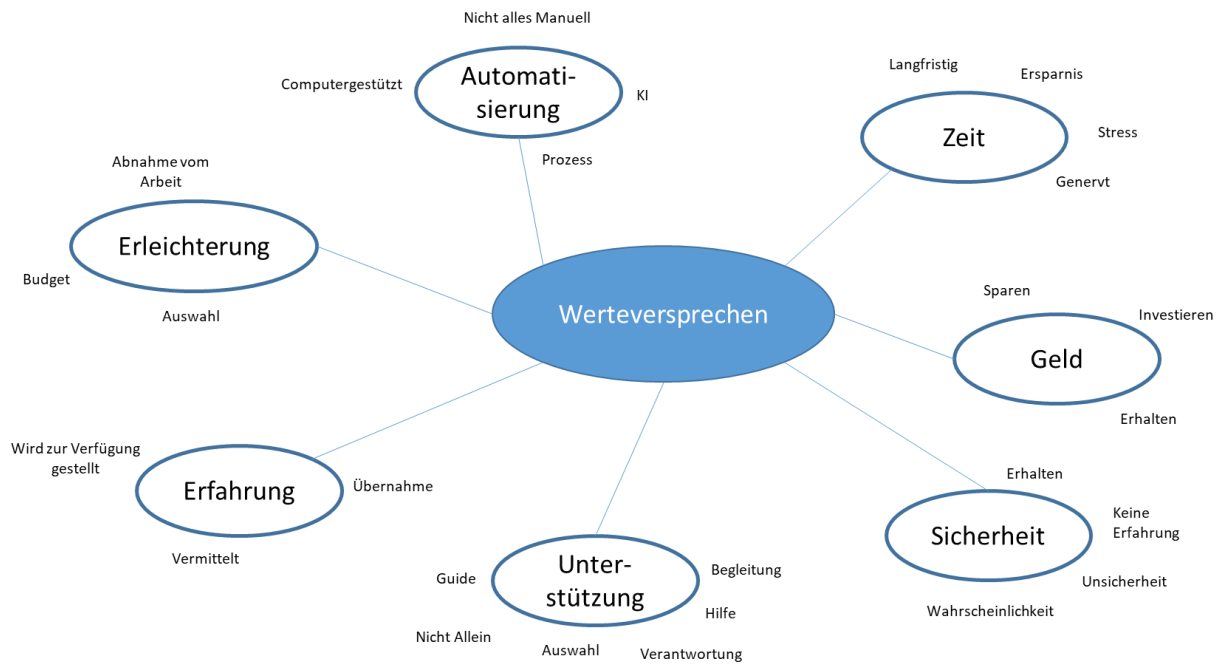 Nicht alles Manuell
Computergestützt
Automati-
sierung
KI
Prozess
Langfristig
Ersparnis
Zeit
Stress
Genervt
Abnahme vom
Arbeit
Erleichterung
Budget
Auswahl
Werteversprechen
Sparen
Investieren
Geld
Erhalten
Wird zur Verfügung
gestellt
Erfahrung
Übernahme
Vermittelt
Unter-
stützung
Guide
Begleitung
Hilfe
Nicht Allein
Auswahl
Verantwortung
Erhalten
Keine
Erfahrung
Sicherheit
Unsicherheit
Wahrscheinlichkeit